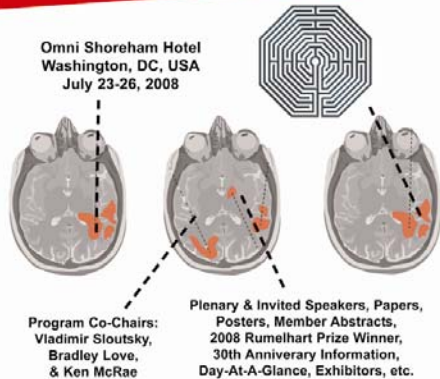 Omni Shoreham Hotel
Washington, DC, USA
July 23-26, 2008
Program Co-Chairs:
Vladimir Sloutsky,
Bradley Love,
& Ken McRae
Plenary & Invited Speakers, Papers,
Posters, Member Abstracts,
2008 Rumelhart Prize Winner,
30th Anniverary Information,
Day-At-A-Glance, Exhibitors, etc.